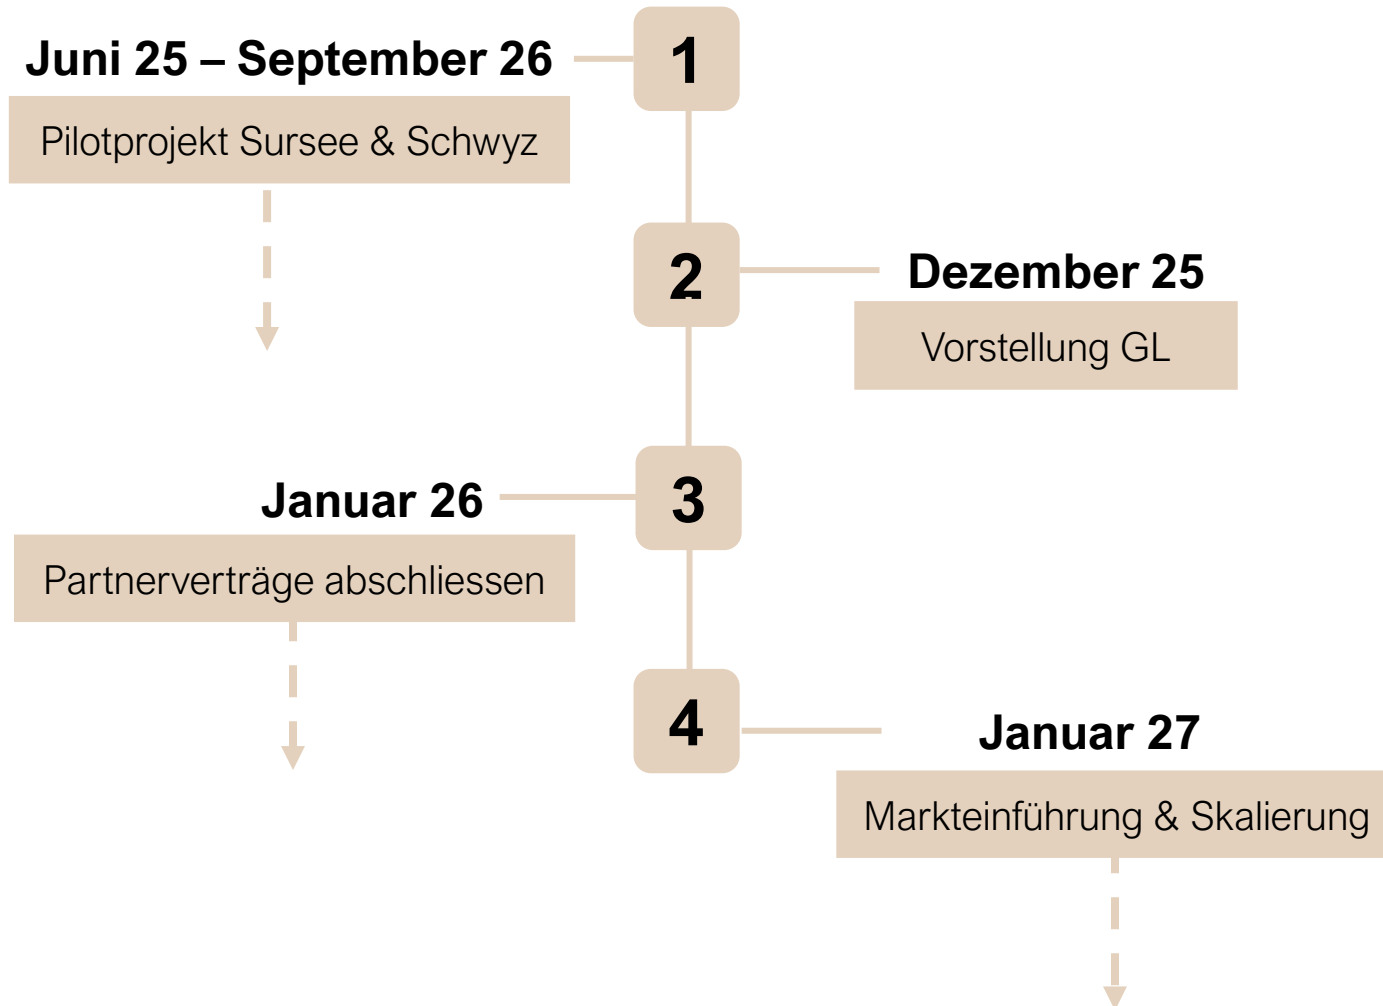 1
Juni 25 – September 26
Pilotprojekt Sursee & Schwyz
2
Dezember 25
Vorstellung GL
3
Januar 26
Partnerverträge abschliessen
4
Januar 27
Markteinführung & Skalierung